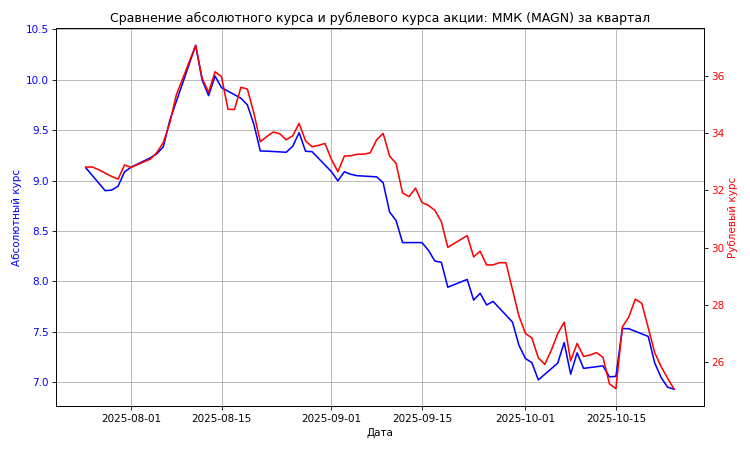 Сравнение абсолютного курса и рублевого курса акции: ММК (MAGN) за квартал
10.5
10.0
9.5
9.0
8.5
8.0
7.5
7.0
Абсолютный курс
36
34
32
30
28
26
Рублевый курс
2025-08-01 2025-08-15 2025-09-01 2025-09-15 2025-10-01 2025-10-15
Дата